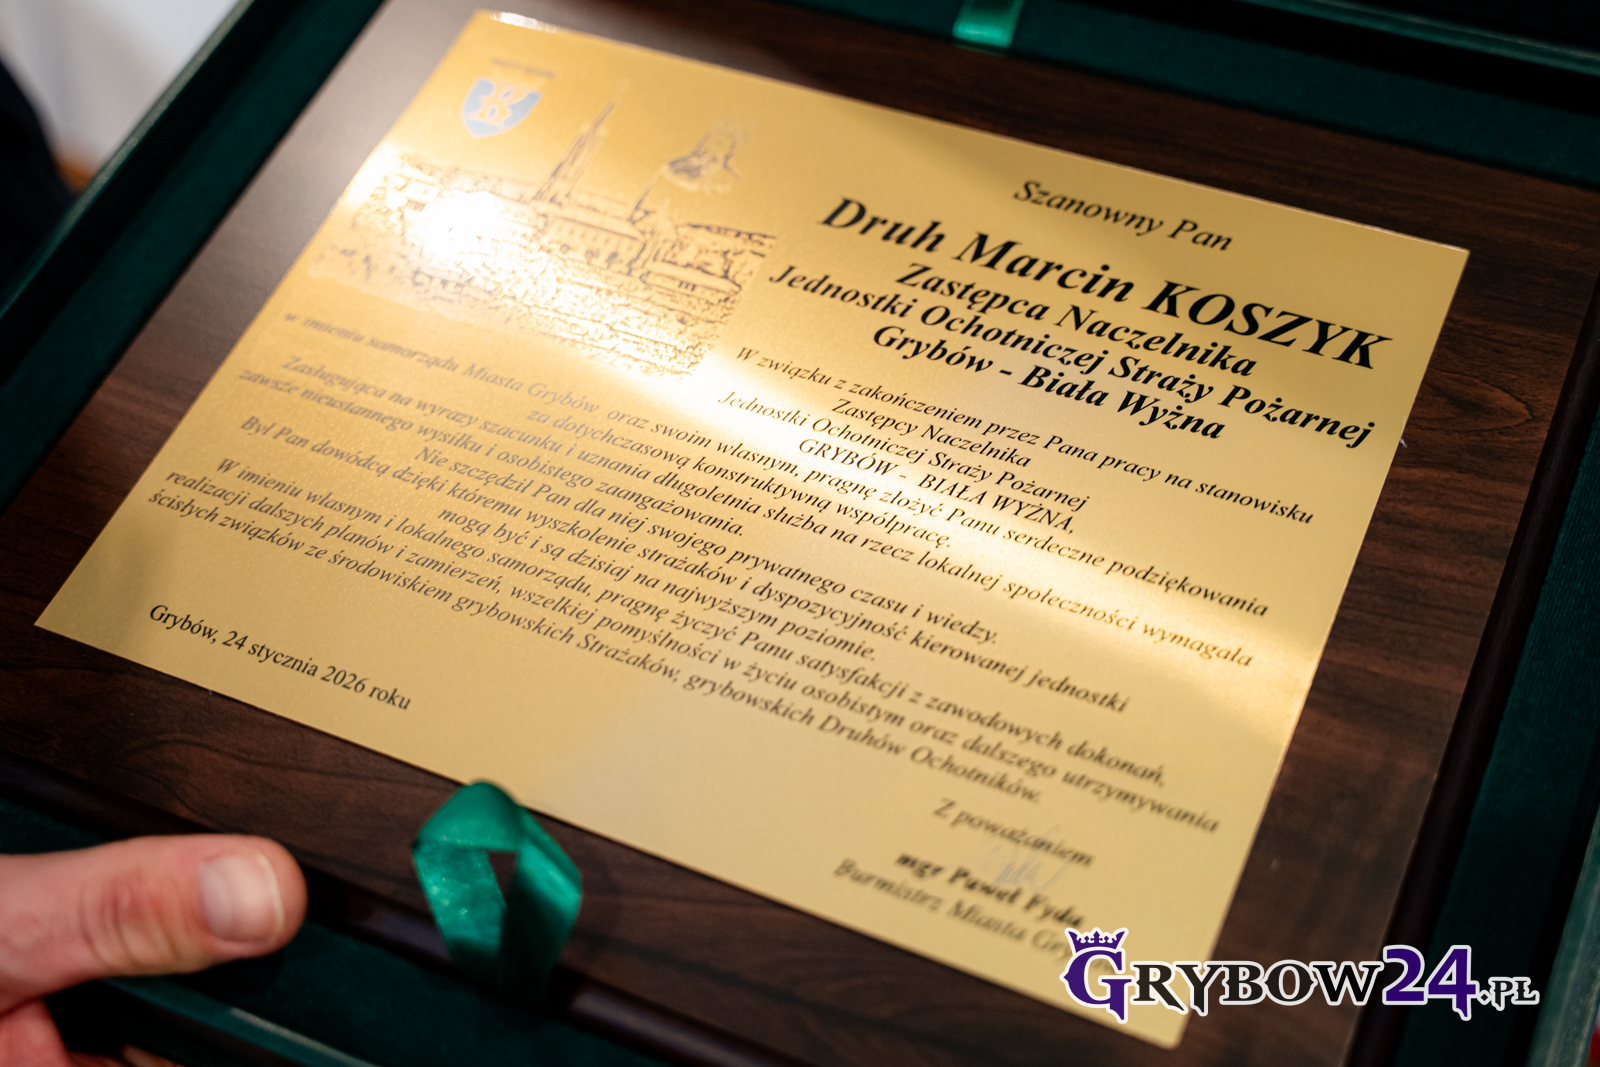 Szanowny Pan
Druh Marcin KOSZYK
Zastępca Naczelnika
Jednostki Ochotniczej Straży Pożarnej
Grybów - Biała Wyżna
W związku z zakończeniem przez Pana pracy na stanowisku
Zastępcy Naczelnika
Jednostki Ochotniczej Straży Pożarnej
GRYBÓW - BIAŁA WYŻNA,
w imieniu samorządu Miasta Grybów oraz swoim własnym, pragnę złożyć Panu serdeczne podziękowania
za dotychczasową konstruktywną współpracę.
Zasługująca na wyrazy szacunku i uznania długoletnia służba na rzecz lokalnej społeczności wymagała
zawsze nieustannego wysiłku i osobistego zaangażowania.
Nie szczędził Pan dla niej swojego prywatnego czasu i wiedzy.
Był Pan dowódcą dzięki któremu wyszkolenie strażaków i dyspozycyjność kierowanej jednostki
mogą być i są dzisiaj na najwyższym poziomie.
W imieniu własnym i lokalnego samorządu, pragnę życzyć Panu satysfakcji z zawodowych dokonań,
realizacji dalszych planów i zamierzeń, wszelkiej pomyślności w życiu osobistym oraz dalszego utrzymywania
ścisłych związków ze środowiskiem grybowskich Strażaków, grybowskich Druhów Ochotników.
Grybów, 24 stycznia 2026 roku
Z poważaniem
mgr Paweł Fyda
Burmistrz Miasta
GRYBOW24.PL